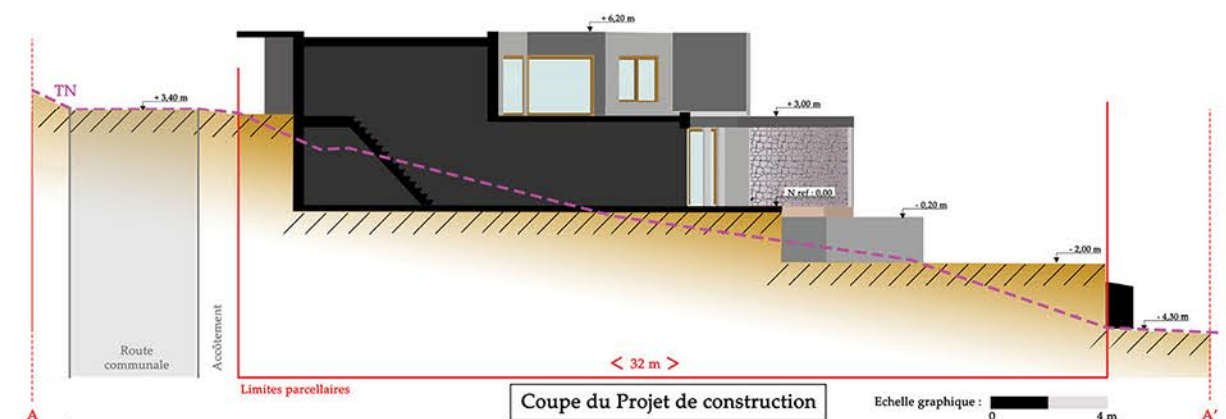 + 6,20 m
TN
+ 3,40 m
+ 3,00 m
N ref : 0,00
- 0,20 m
- 2,00 m
- 4,30 m
Route
communale
Accôtement
< 32 m >
Limites parcellaires
Coupe du Projet de construction
Echelle graphique :
0
4 m
A
A'